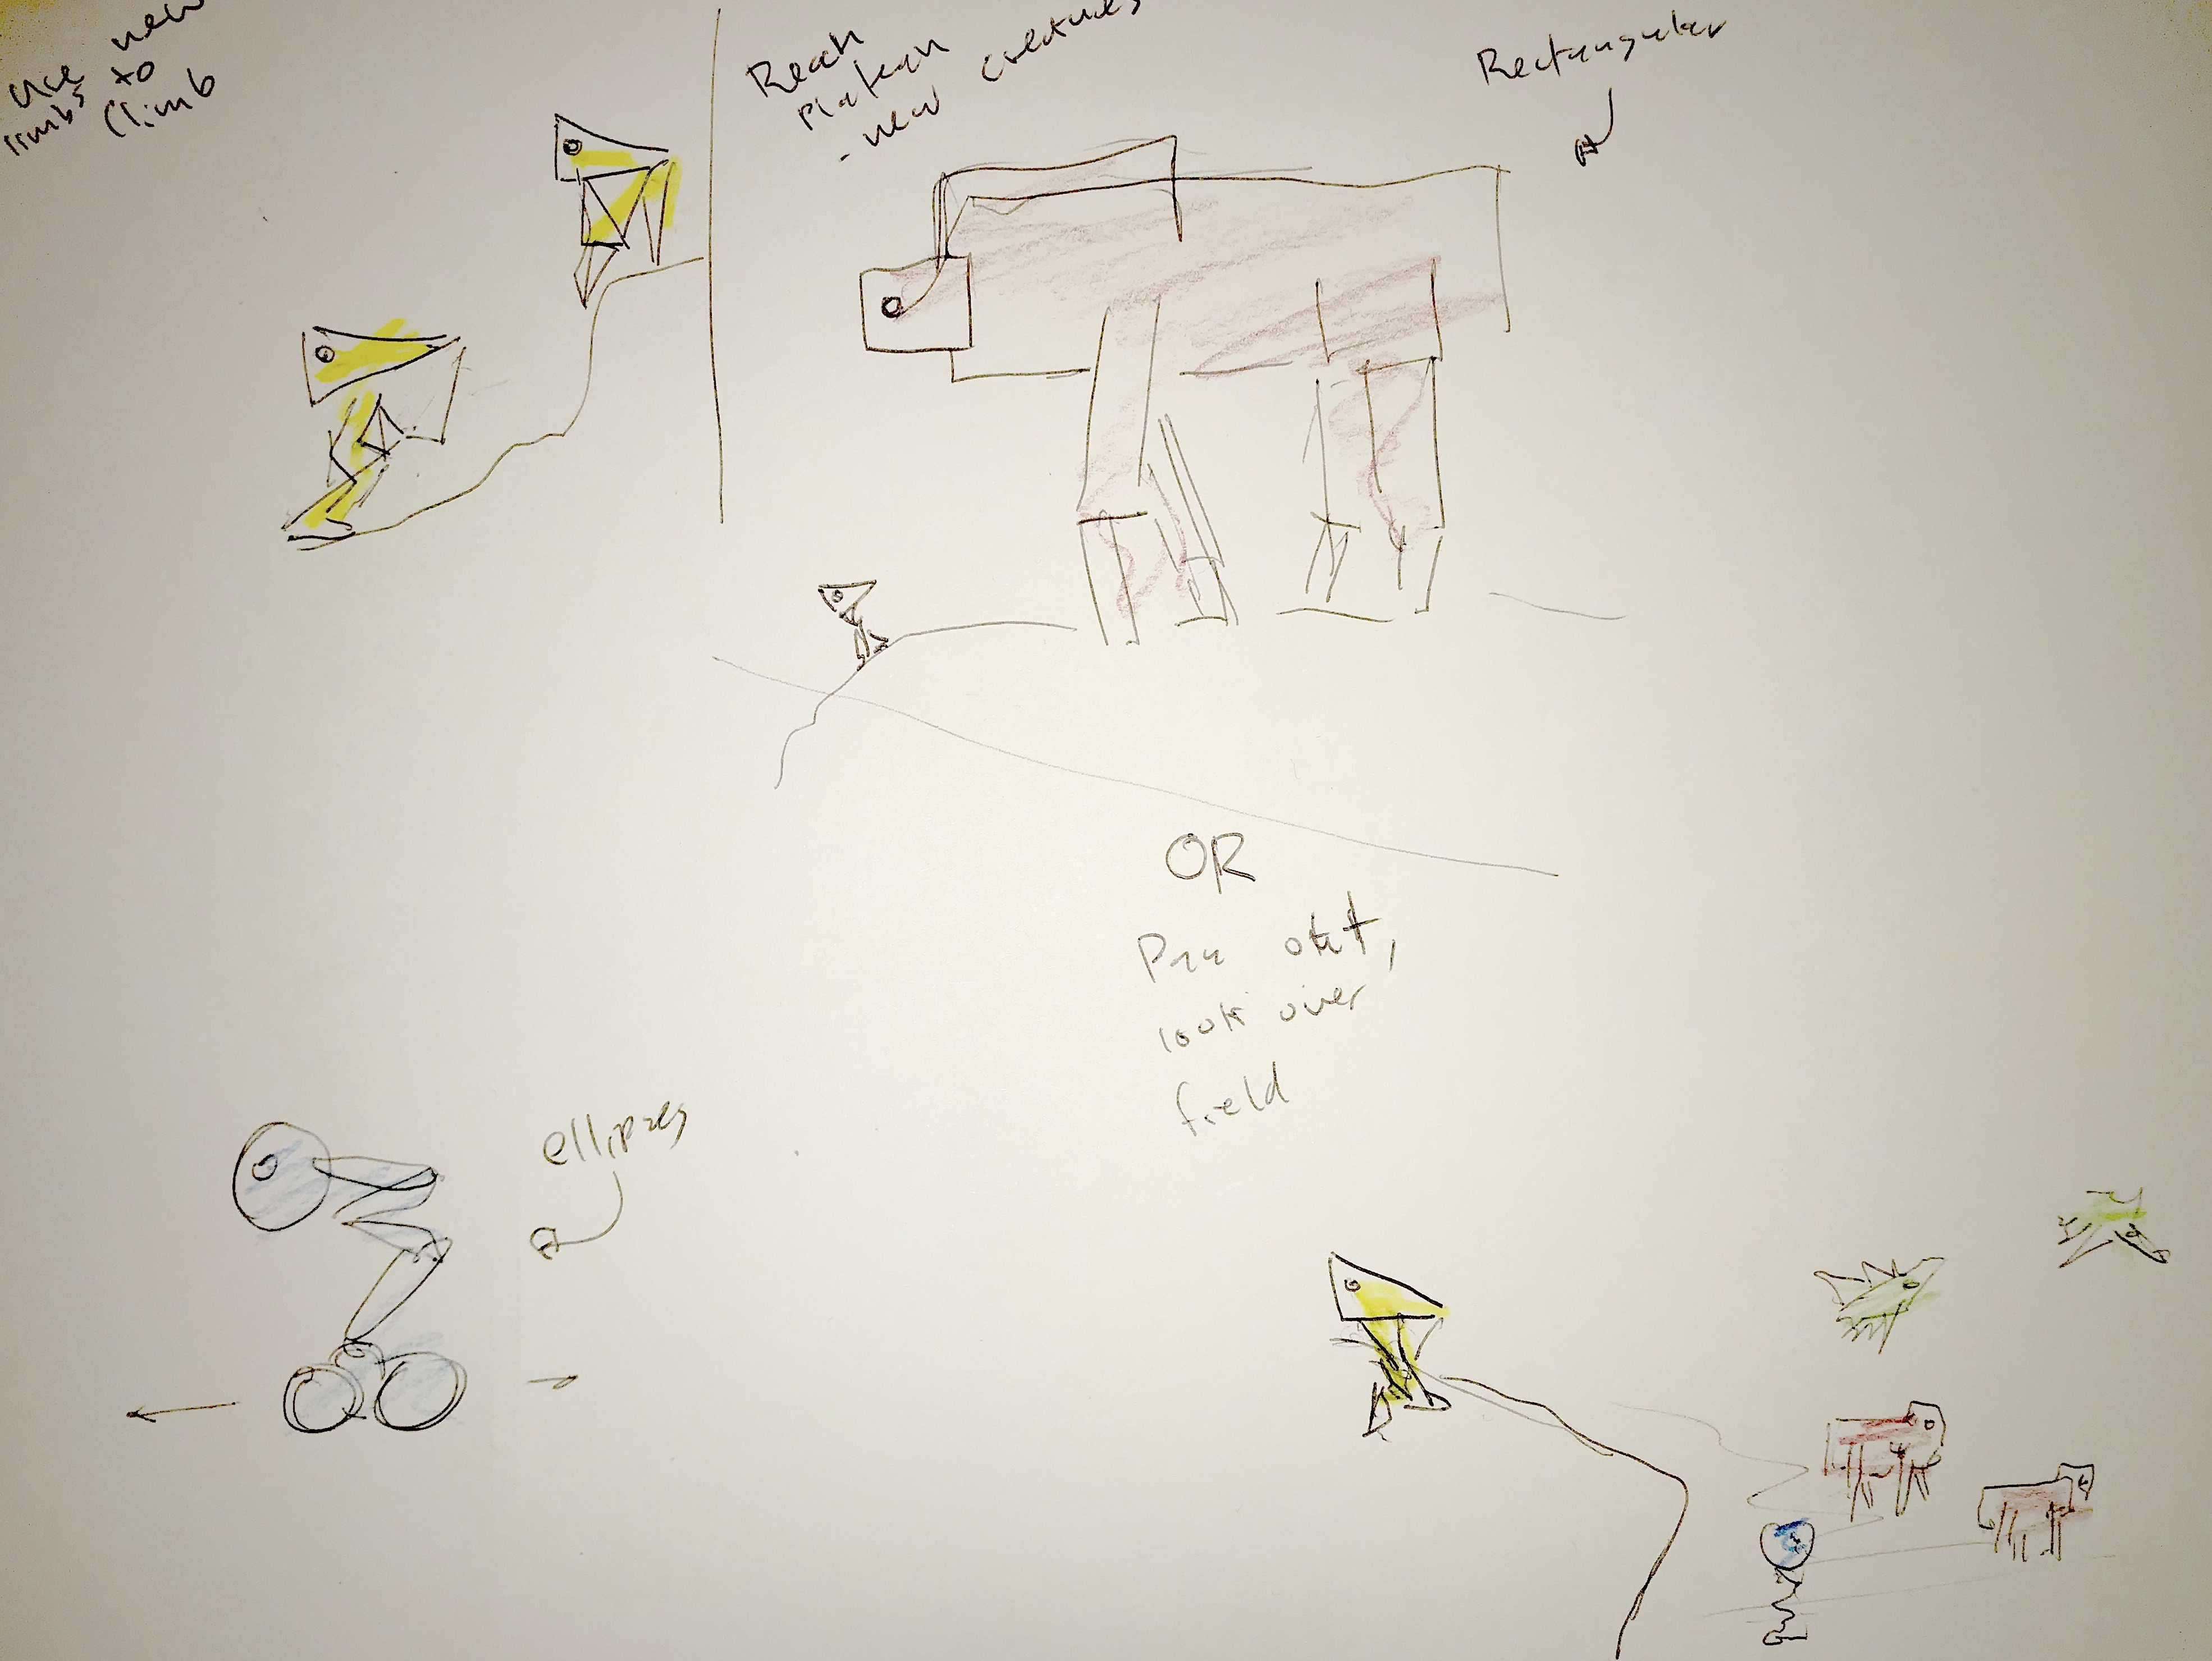 Use new
limbs to
climb
Reach
plateau
- new creatures
Rectangular
OR
Pan out,
look over
field
ellipses